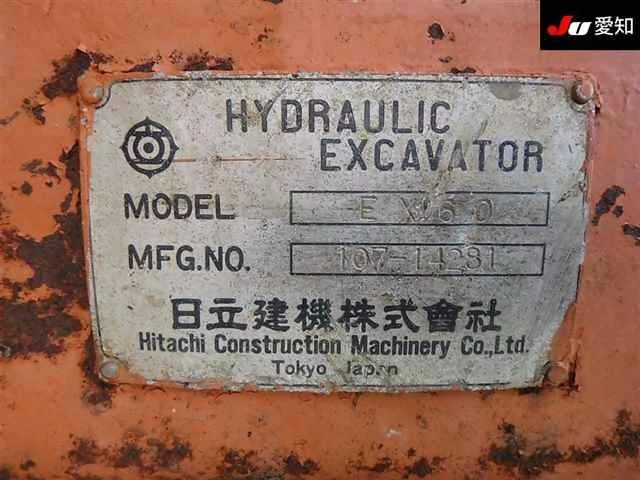 JU 愛知
HYDRAULIC
EXCAVATOR
MODEL EX60
MFG.NO. 107-14281
日立建機株式會社
Hitachi Construction Machinery Co.,Ltd.
Tokyo Japan